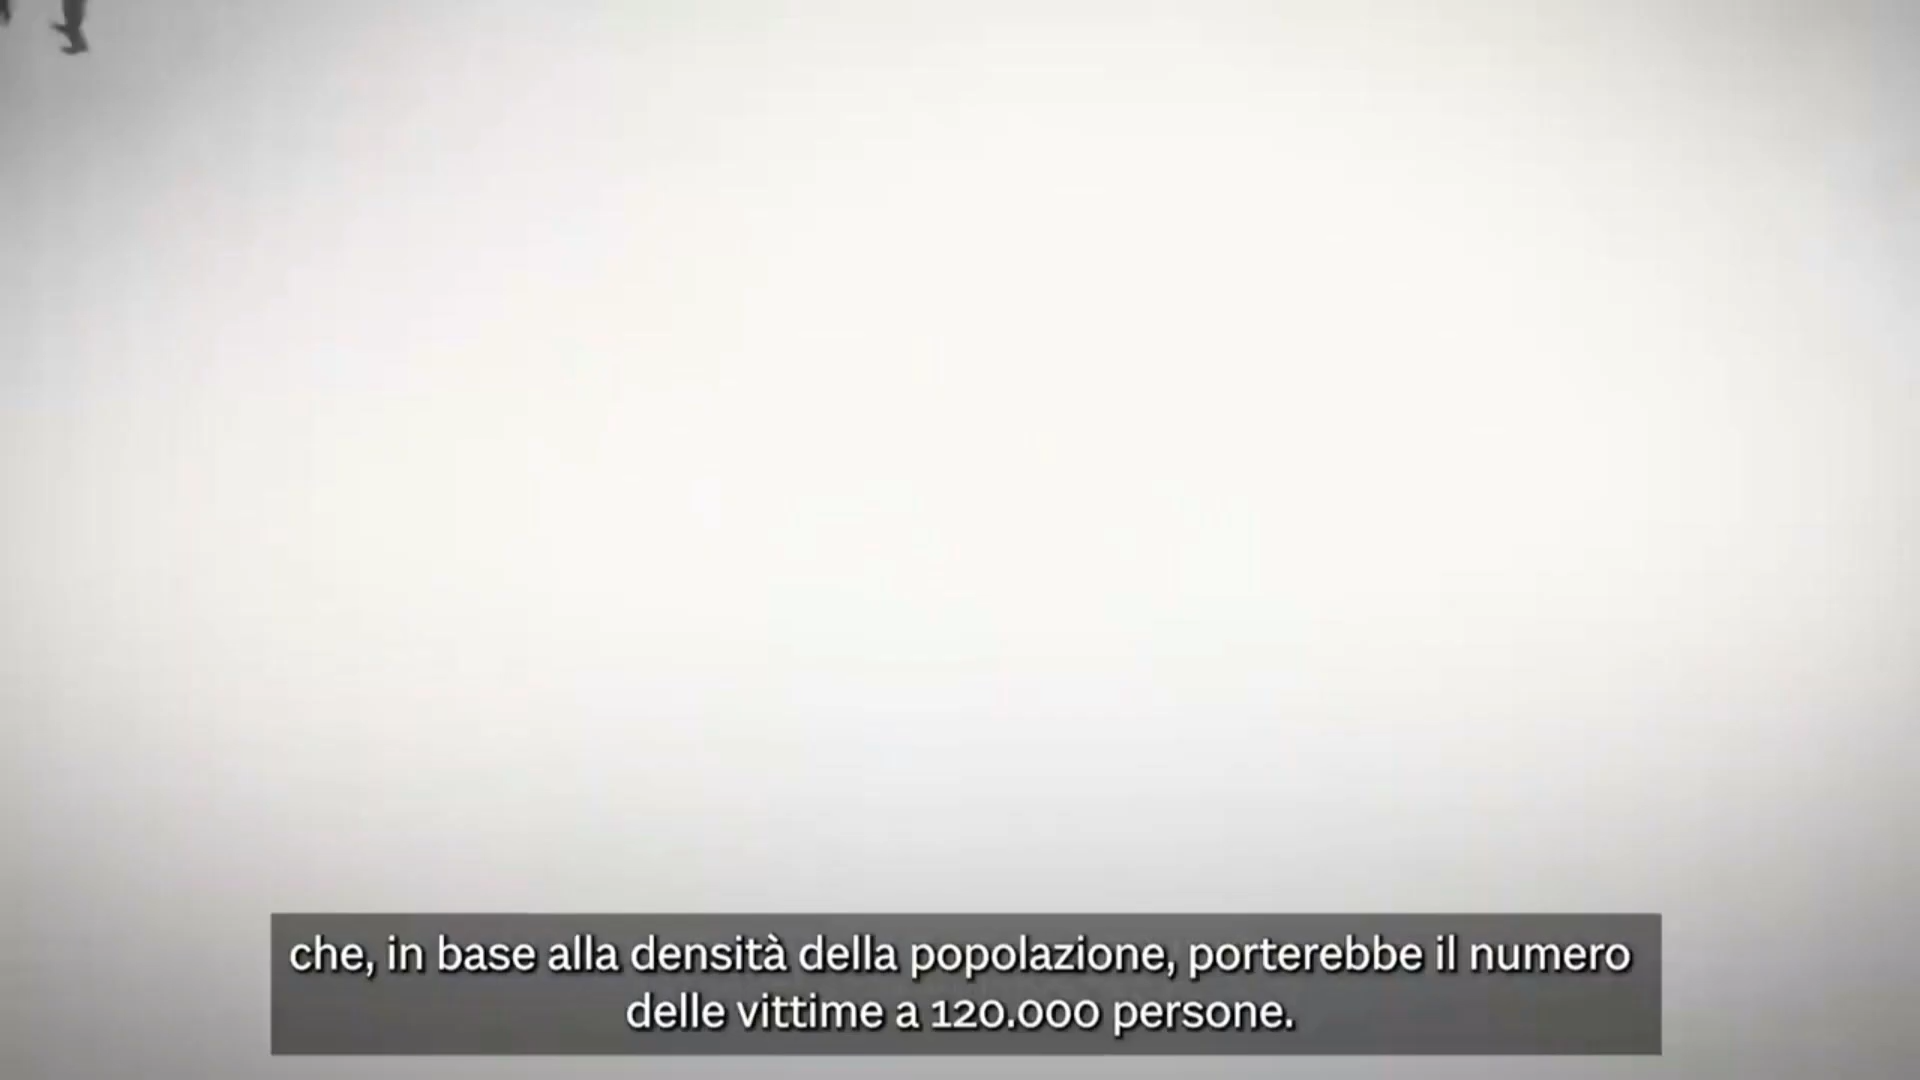 che, in base alla densità della popolazione, porterebbe il numero
delle vittime a 120.000 persone.